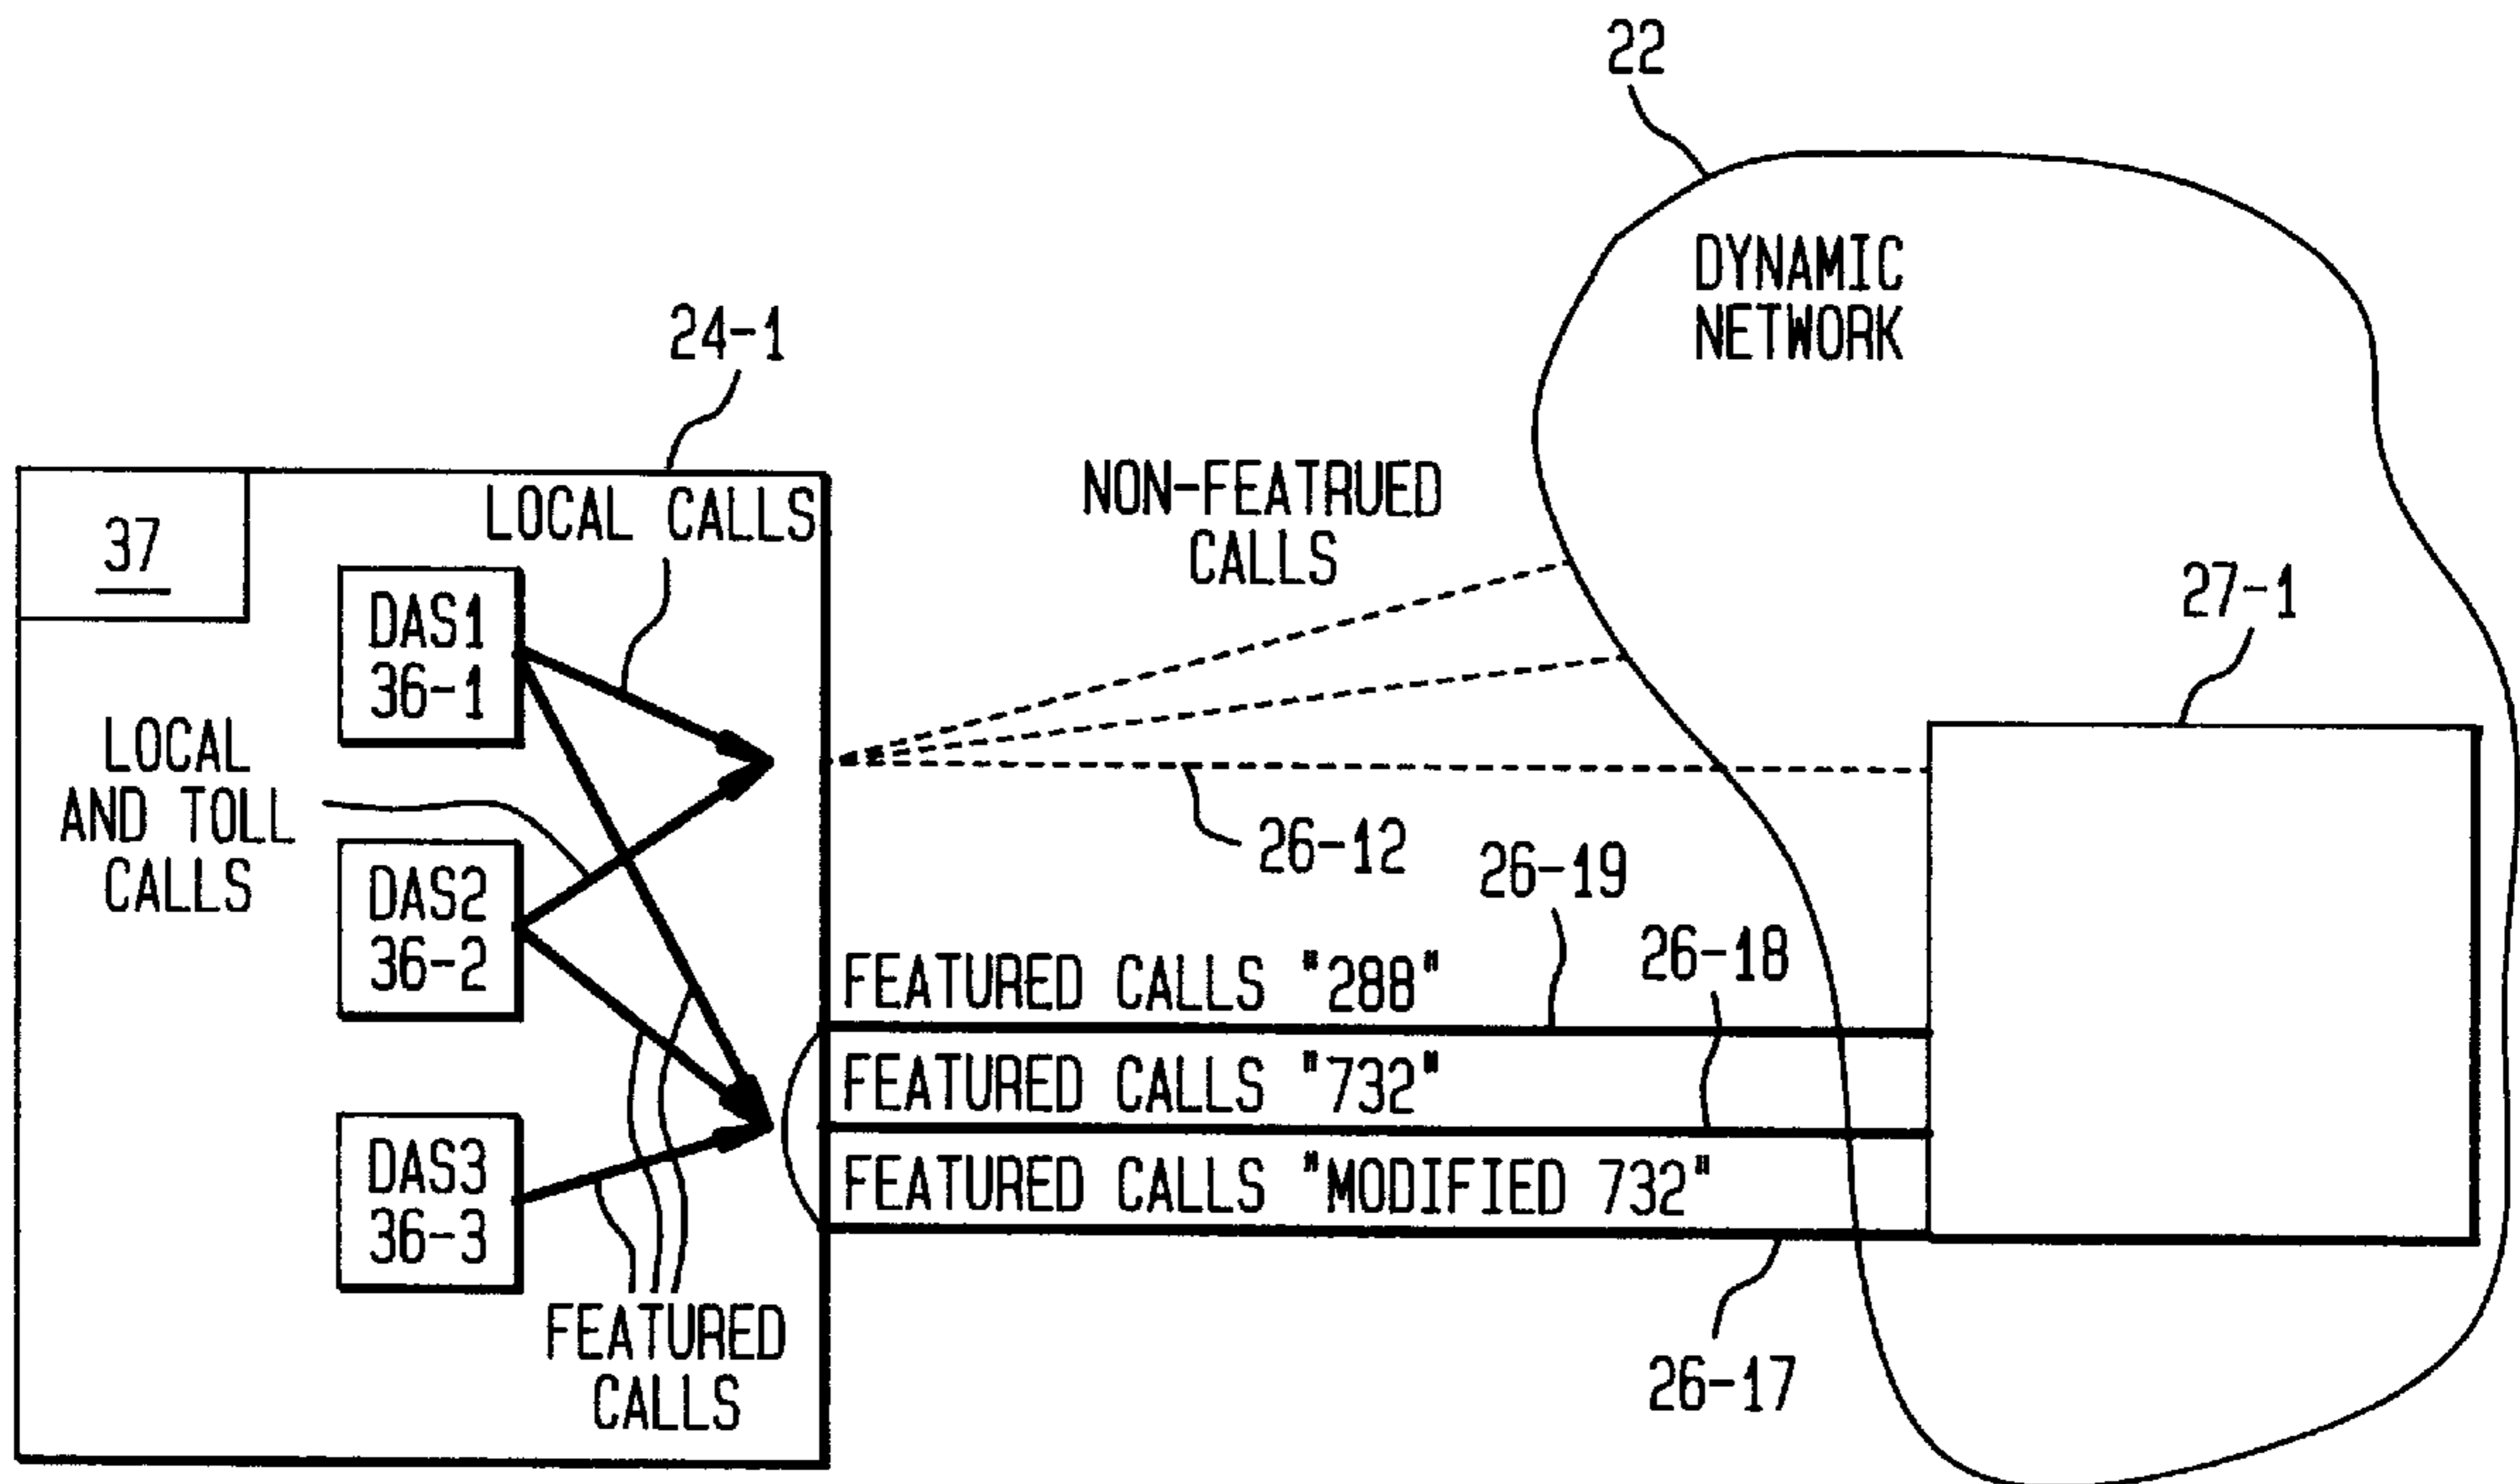 22
DYNAMIC
NETWORK
24-1
LOCAL CALLS
NON-FEATRUED
CALLS
37
27-1
DAS1
36-1
LOCAL
AND TOLL
CALLS
26-12
26-19
DAS2
36-2
26-18
FEATURED CALLS "288"
FEATURED CALLS "732"
DAS3
36-3
FEATURED CALLS "MODIFIED 732"
FEATURED
CALLS
26-17